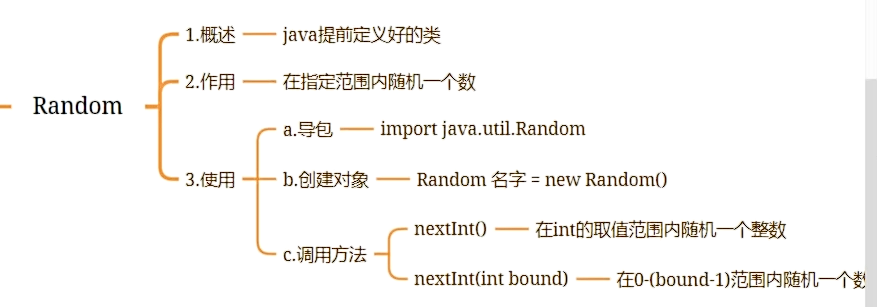 Random
1.概述
java提前定义好的类
2.作用
在指定范围内随机一个数
3.使用
a.导包
import java.util.Random
b.创建对象
Random 名字 = new Random()
c.调用方法
nextInt()
在int的取值范围内随机一个整数
nextInt(int bound)
在0-(bound-1)范围内随机一个数